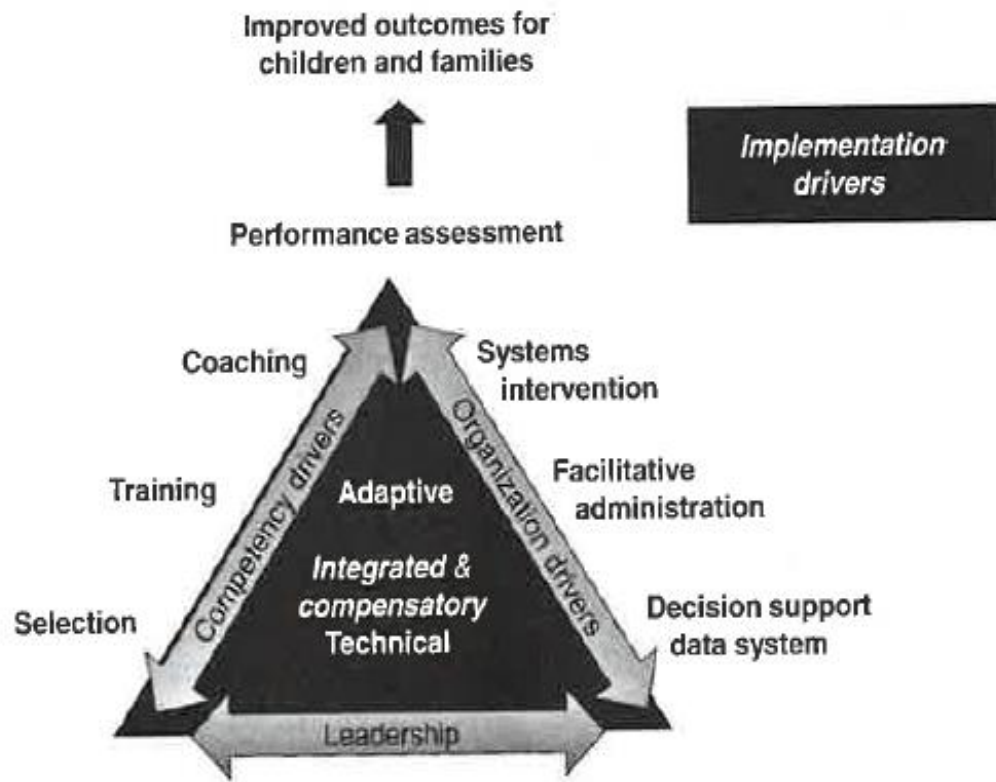 Improved outcomes for
children and families
Implementation
drivers
Performance assessment
Coaching
Systems
intervention
Competency drivers
Organization drivers
Training
Adaptive
Facilitative
administration
Integrated &
compensatory
Technical
Selection
Decision support
data system
Leadership